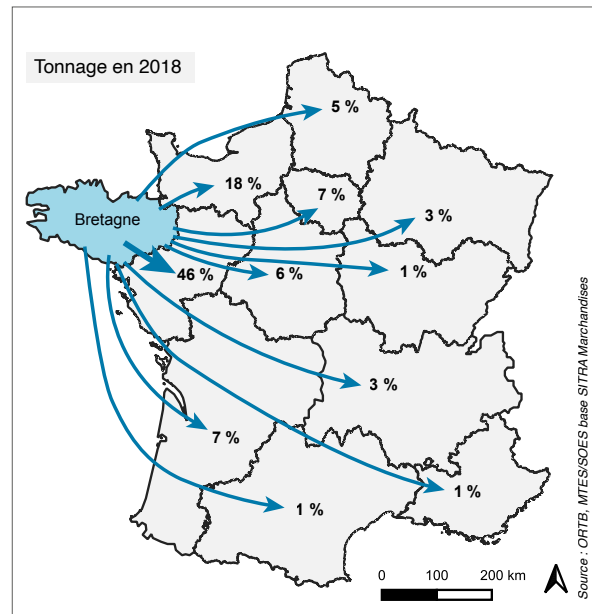 Tonnage en 2018
5 %
18 %
7 %
3 %
Bretagne
46 %
6 %
1 %
3 %
7 %
1 %
1 %
0 100 200 km
Source : ORTB, MTES/SOES base SITRA Marchandises